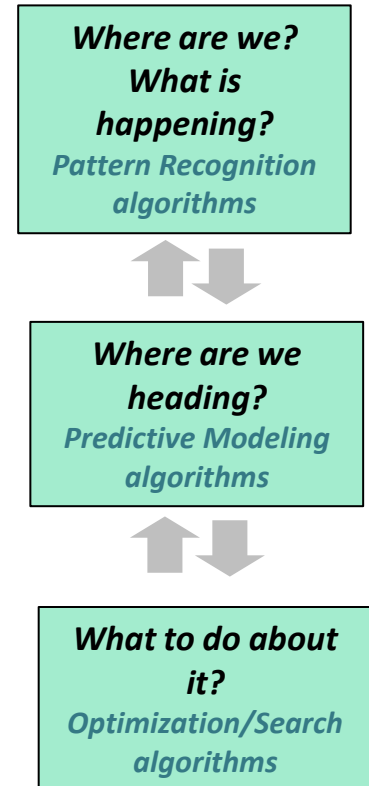 Where are we?
What is
happening?
Pattern Recognition
algorithms
Where are we
heading?
Predictive Modeling
algorithms
What to do about
it?
Optimization/Search
algorithms